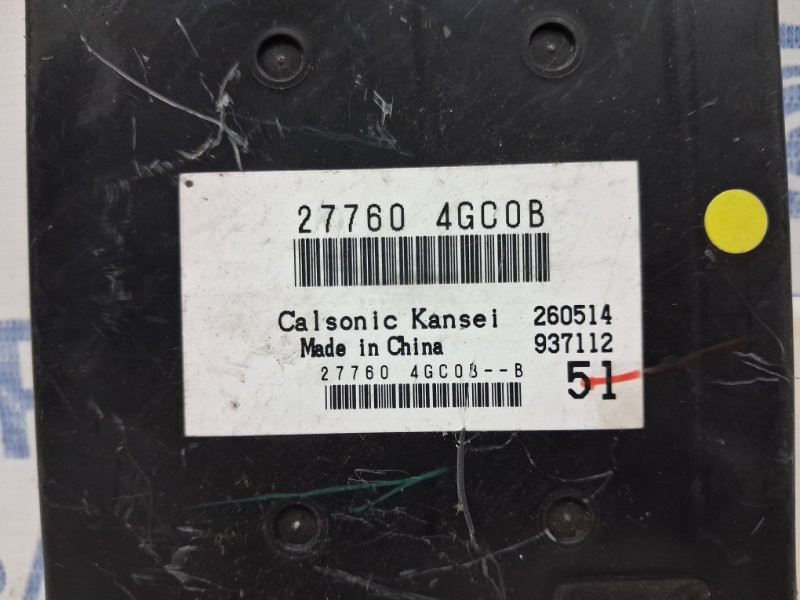 27760 4GC0B
Calsonic Kansei 260514
Made in China 937112
27760 4GC0B--B 51